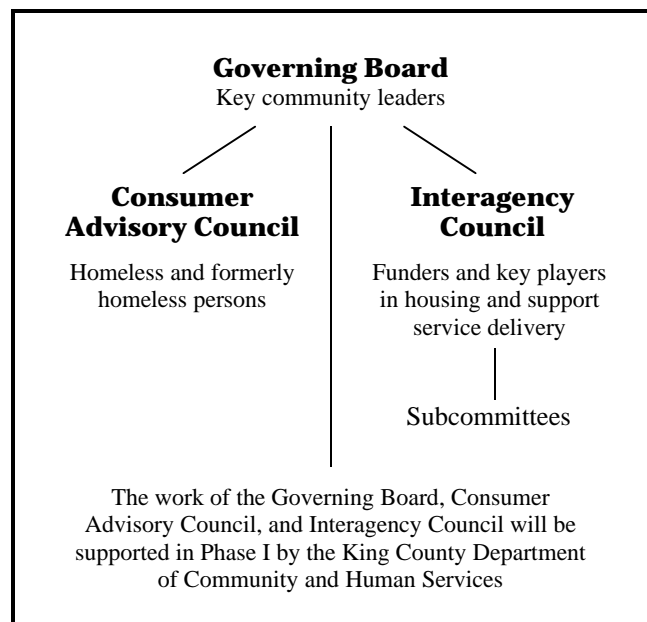 Governing Board
Key community leaders
Consumer
Advisory Council
Homeless and formerly
homeless persons
Interagency
Council
Funders and key players
in housing and support
service delivery
Subcommittees
The work of the Governing Board, Consumer
Advisory Council, and Interagency Council will be
supported in Phase I by the King County Department
of Community and Human Services